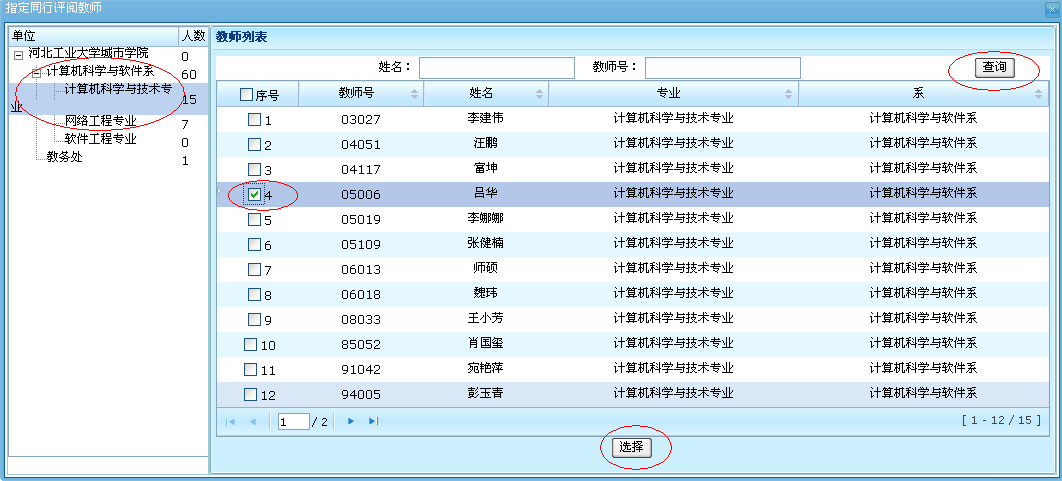 指定同行评阅教师
单位 人数
河北工业大学城市学院 0
计算机科学与软件系 60
计算机科学与技术专业 15
网络工程专业 7
软件工程专业 0
教务处 1
教师列表
姓名： 教师号： 查询
序号 教师号 姓名 专业 系
1 03027 李建伟 计算机科学与技术专业 计算机科学与软件系
2 04051 汪鹏 计算机科学与技术专业 计算机科学与软件系
3 04117 富坤 计算机科学与技术专业 计算机科学与软件系
4 05006 吕华 计算机科学与技术专业 计算机科学与软件系
5 05019 李娜娜 计算机科学与技术专业 计算机科学与软件系
6 05109 张健楠 计算机科学与技术专业 计算机科学与软件系
7 06013 师硕 计算机科学与技术专业 计算机科学与软件系
8 06018 魏玮 计算机科学与技术专业 计算机科学与软件系
9 08033 王小芳 计算机科学与技术专业 计算机科学与软件系
10 85052 肖国玺 计算机科学与技术专业 计算机科学与软件系
11 91042 宛艳萍 计算机科学与技术专业 计算机科学与软件系
12 94005 彭玉青 计算机科学与技术专业 计算机科学与软件系
1 / 2 [ 1 - 12 / 15 ]
选择